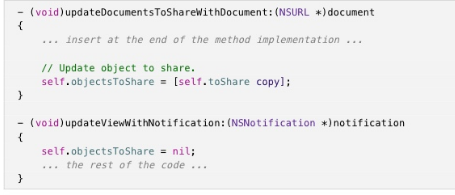 - (void)updateDocumentsToShareWithDocument:(NSURL *)document
{
... insert at the end of the method implementation ...
// Update object to share.
self.objectsToShare = [self.toShare copy];
}
- (void)updateViewWithNotification:(NSNotification *)notification
{
self.objectsToShare = nil;
... the rest of the code ...
}